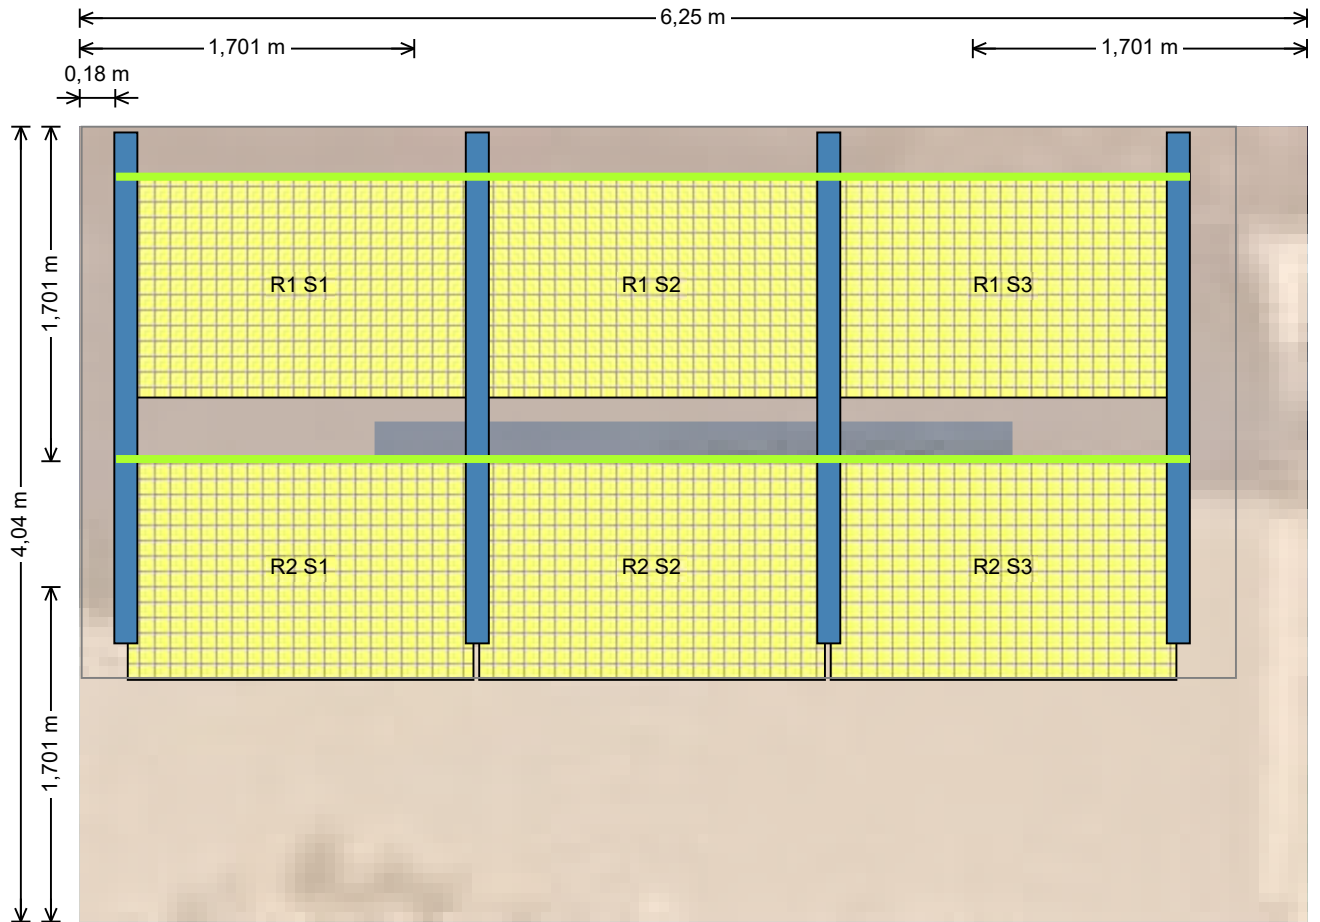 6,25 m
1,701 m
1,701 m
0,18 m
1,701 m
R1 S1
R1 S2
R1 S3
4,04 m
R2 S1
R2 S2
R2 S3
1,701 m